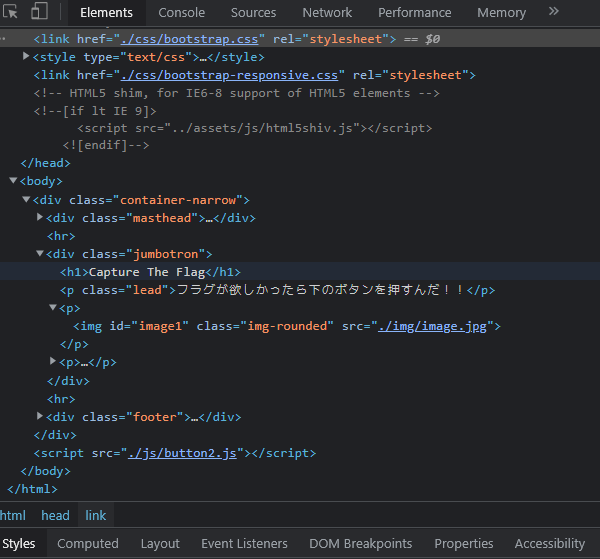 Elements Console Sources Network Performance Memory »
··· <link href="./css/bootstrap.css" rel="stylesheet"> == $0
▶<style type="text/css">…</style>
<link href="./css/bootstrap-responsive.css" rel="stylesheet">
<!-- HTML5 shim, for IE6-8 support of HTML5 elements -->
<!--[if lt IE 9]>
<script src="../assets/js/html5shiv.js"></script>
<![endif]-->
</head>
▼<body>
▼<div class="container-narrow">
▶<div class="masthead">…</div>
<hr>
▼<div class="jumbotron">
<h1>Capture The Flag</h1>
<p class="lead">フラグが欲しかったら下のボタンを押すんだ！！</p>
▼<p>
<img id="image1" class="img-rounded" src="./img/image.jpg">
</p>
▶<p>…</p>
</div>
<hr>
▶<div class="footer">…</div>
</div>
<script src="./js/button2.js"></script>
</body>
</html>
html head link
Styles Computed Layout Event Listeners DOM Breakpoints Properties Accessibility